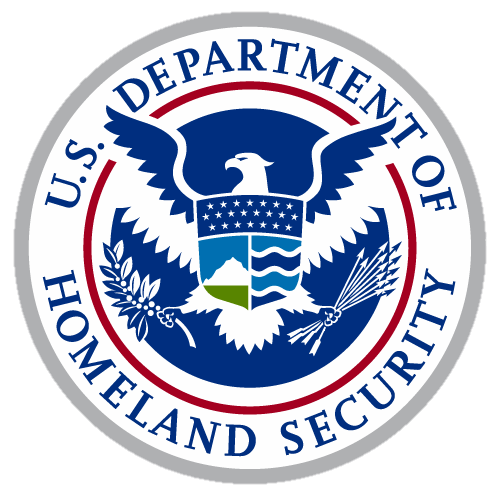 U.S. DEPARTMENT OF
HOMELAND SECURITY